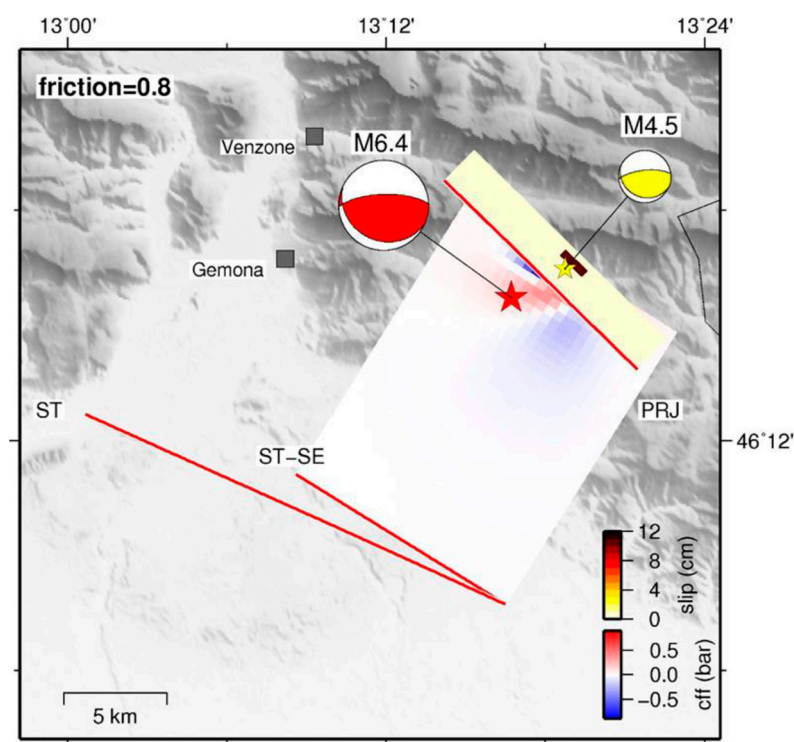 13°00' 13°12' 13°24'
friction=0.8
M4.5
M6.4
Venzone
Gemona
ST
PRJ
46°12'
ST-SE
12
8
4
0
slip (cm)
0.5
0.0
-0.5
cff (bar)
5 km